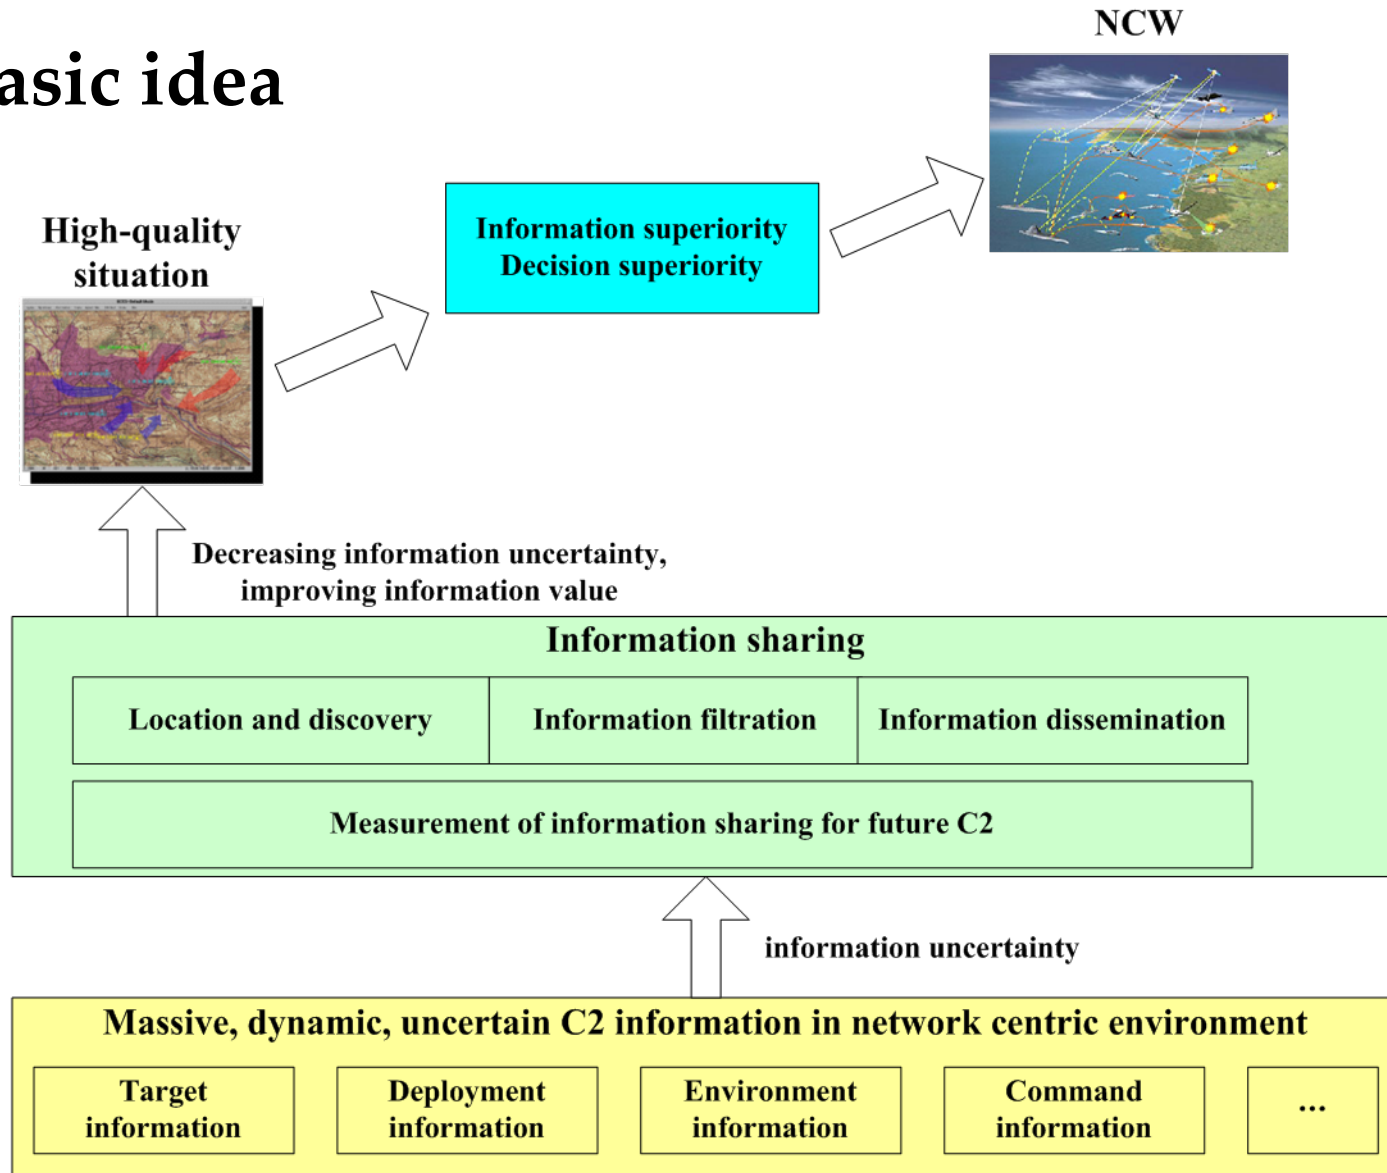 asic idea
NCW
Information superiority
Decision superiority
High-quality
situation
Decreasing information uncertainty,
improving information value
Information sharing
Location and discovery
Information filtration
Information dissemination
Measurement of information sharing for future C2
information uncertainty
Massive, dynamic, uncertain C2 information in network centric environment
Target
information
Deployment
information
Environment
information
Command
information
...